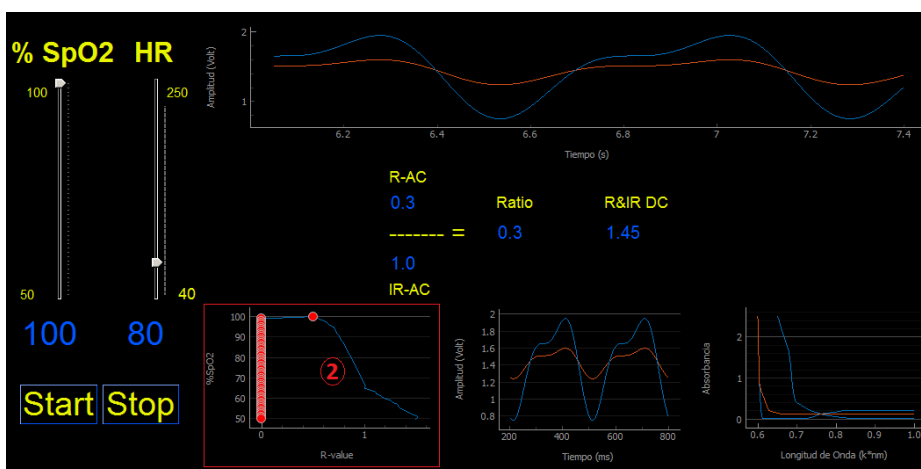 % SpO2 HR
100 250
50 40
100 80
Start Stop
2
1
Amplitud (Volt)
6.2 6.4 6.6 6.8 7 7.2 7.4
Tiempo (s)
R-AC
0.3 Ratio R&IR DC
------- = 0.3 1.45
1.0
IR-AC
100
90
80
70
60
50
%SpO2
2
0 1
R-value
1.8
1.6
1.4
1.2
1
0.8
Amplitud (Volt)
200 400 600 800
Tiempo (ms)
2
1
0
Absorbancia
0.6 0.7 0.8 0.9 1.0
Longitud de Onda (k*nm)